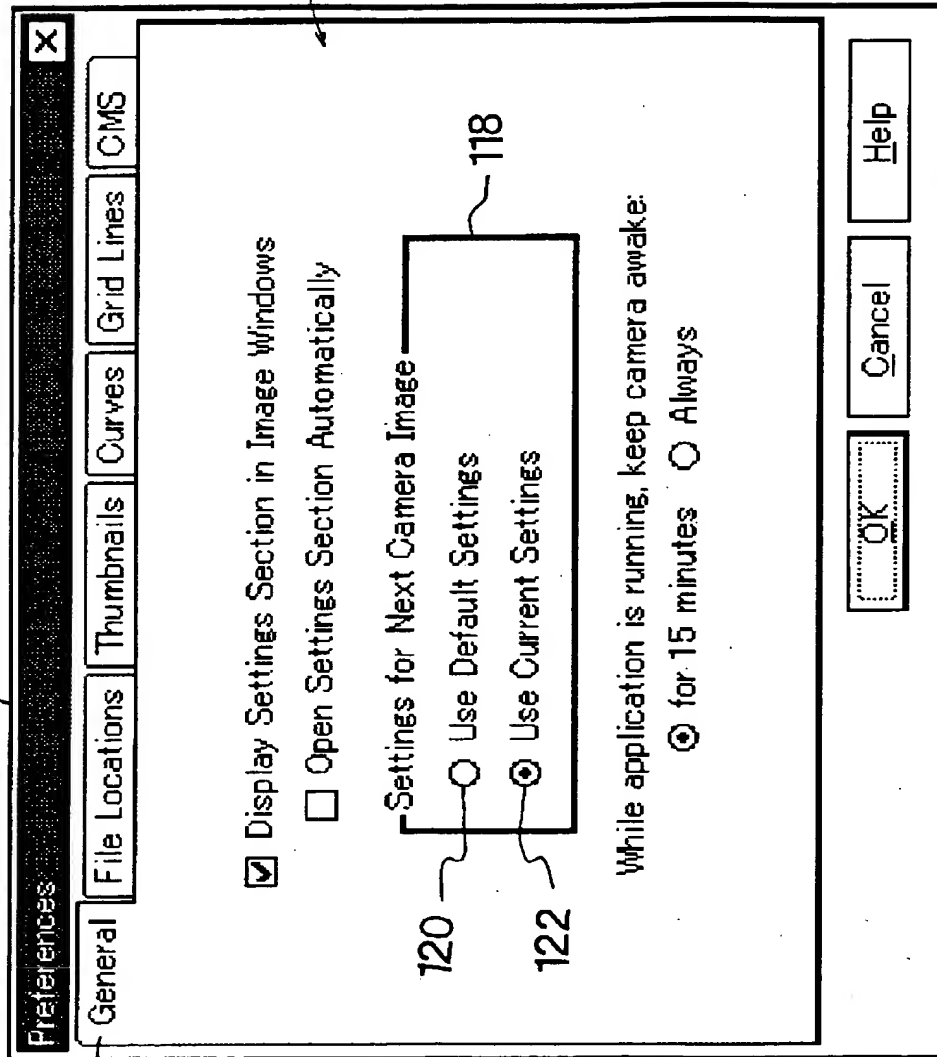 Preferences
General File Locations Thumbnails Curves Grid Lines CMS
Display Settings Section in Image Windows
Open Settings Section Automatically
Settings for Next Camera Image
118
120 Use Default Settings
122 Use Current Settings
While application is running, keep camera awake:
for 15 minutes Always
OK Cancel Help